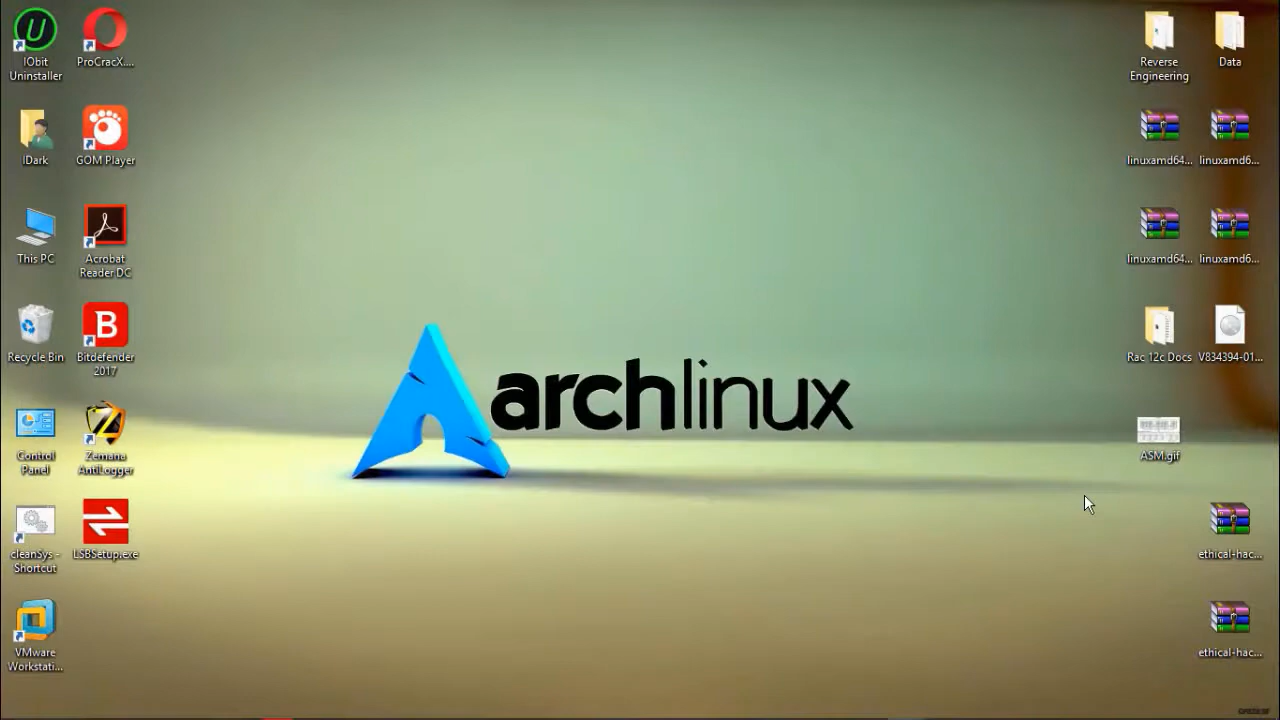 IObit
Uninstaller
ProCracX....
IDark
GOM Player
This PC
Acrobat
Reader DC
Recycle Bin
B
Bitdefender
2017
Control
Panel
Zemana
AntiLogger
cleanSys -
Shortcut
LSBSetup.exe
VMware
Workstati...
archlinux
Reverse
Engineering
Data
linuxamd64...
linuxamd6...
linuxamd64...
linuxamd6...
Rac 12c Docs
V834394-01...
ASM.gif
ethical-hac...
ethical-hac...